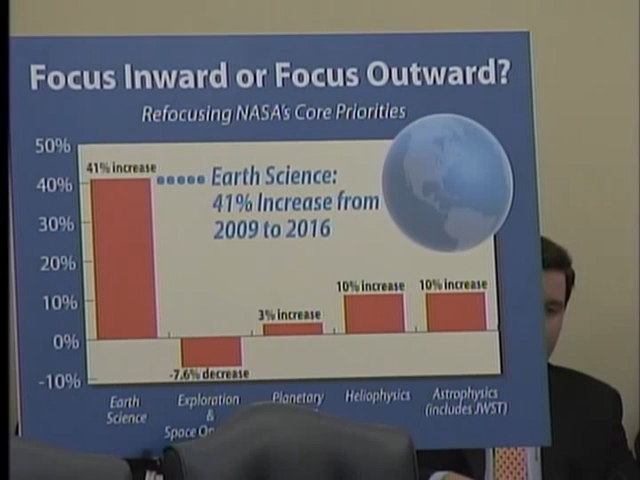 Focus Inward or Focus Outward?
Refocusing NASA's Core Priorities
50%
40%
30%
20%
10%
0%
-10%
41% increase
Earth Science:
41% Increase from
2009 to 2016
-7.6% decrease
3% increase
10% increase
10% increase
Earth
Science
Exploration
&
Space
Planetary
Heliophysics
Astrophysics
(includes JWST)